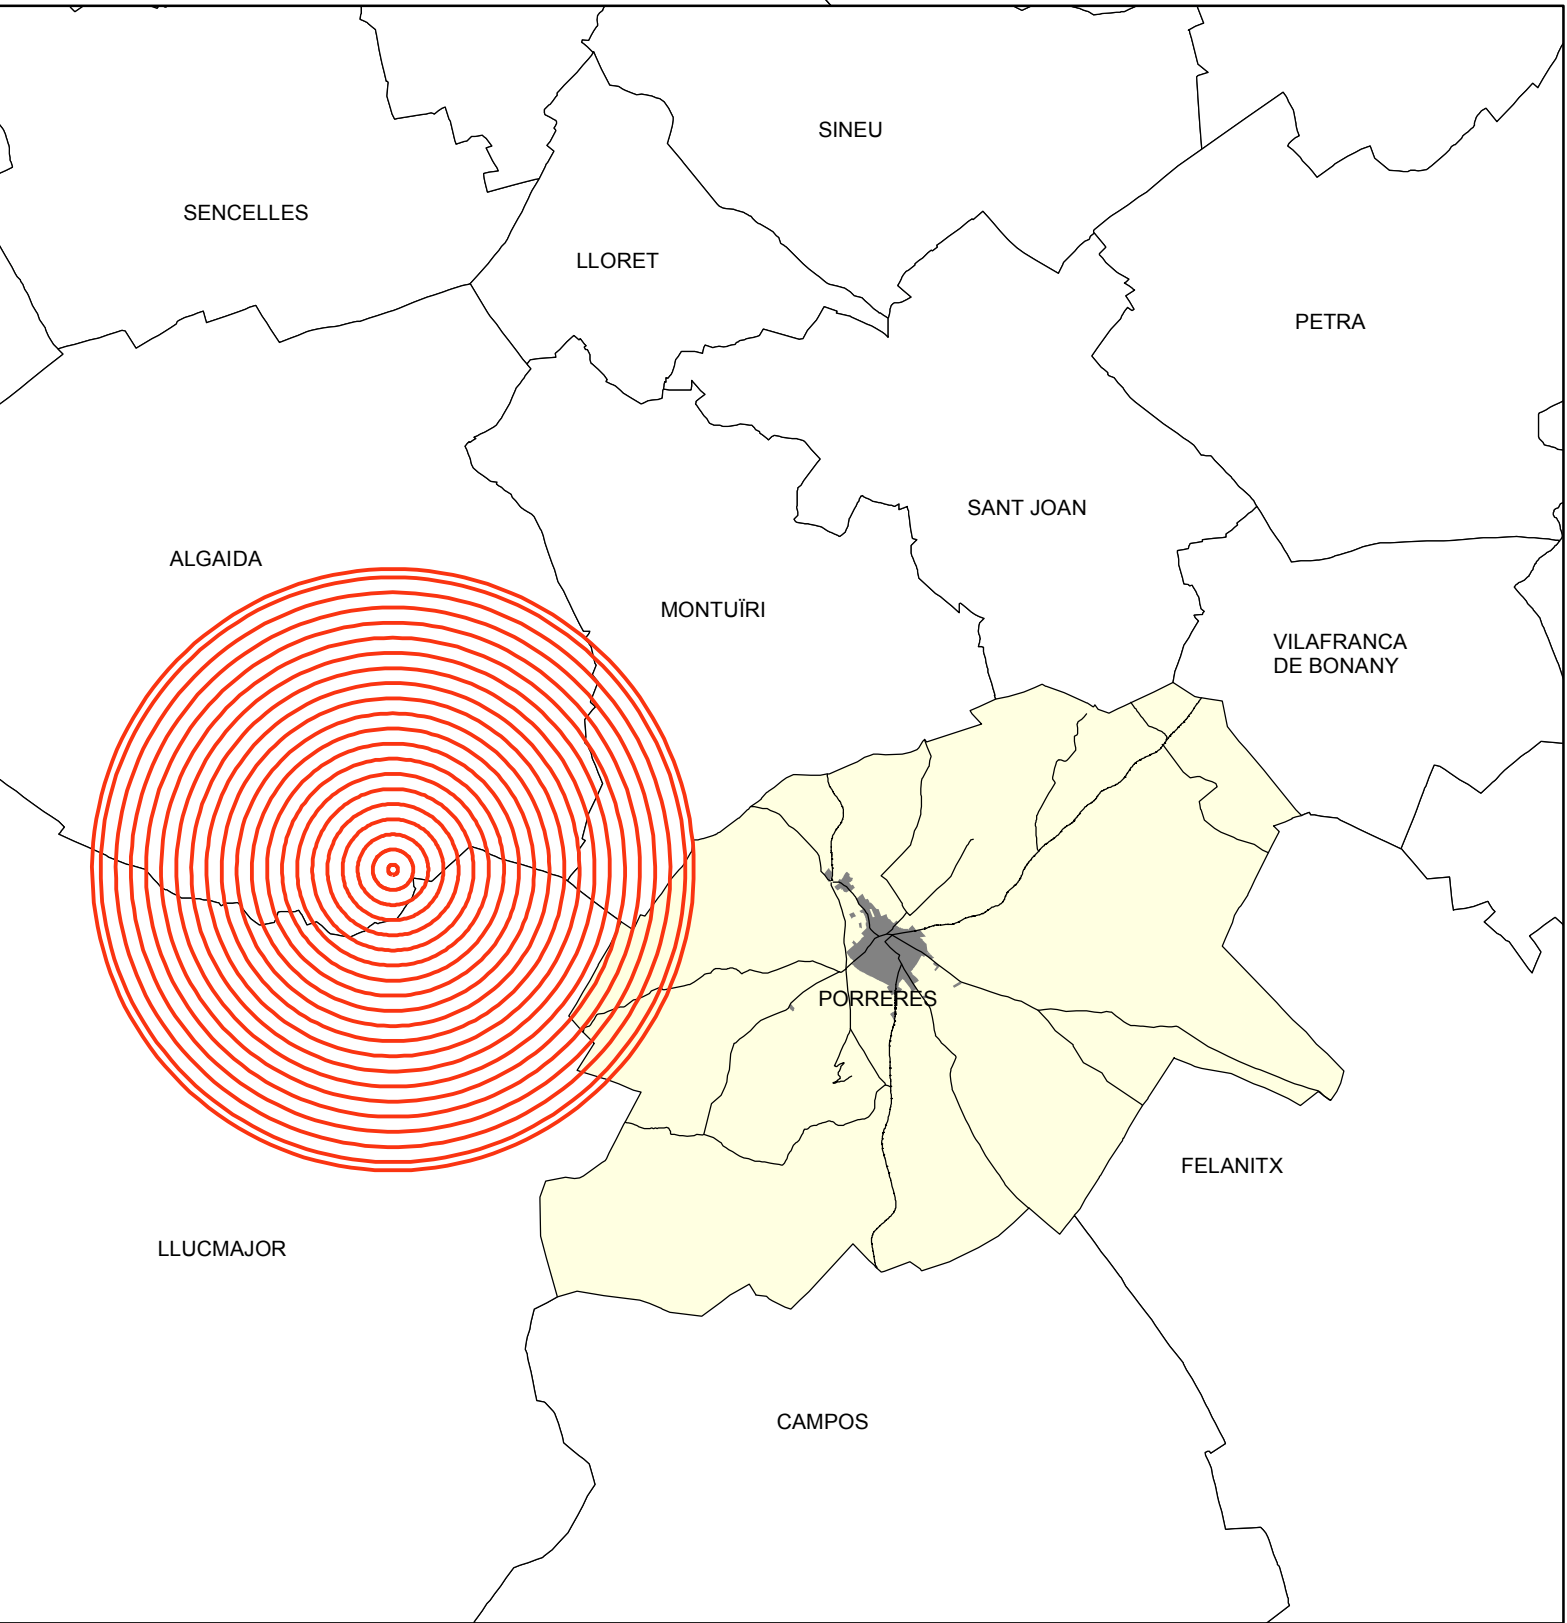 SINEU
SENCELLES
LLORET
PETRA
SANT JOAN
ALGAIDA
MONTUÏRI
VILAFRANCA
DE BONANY
PORRERES
FELANITX
LLUCMAJOR
CAMPOS